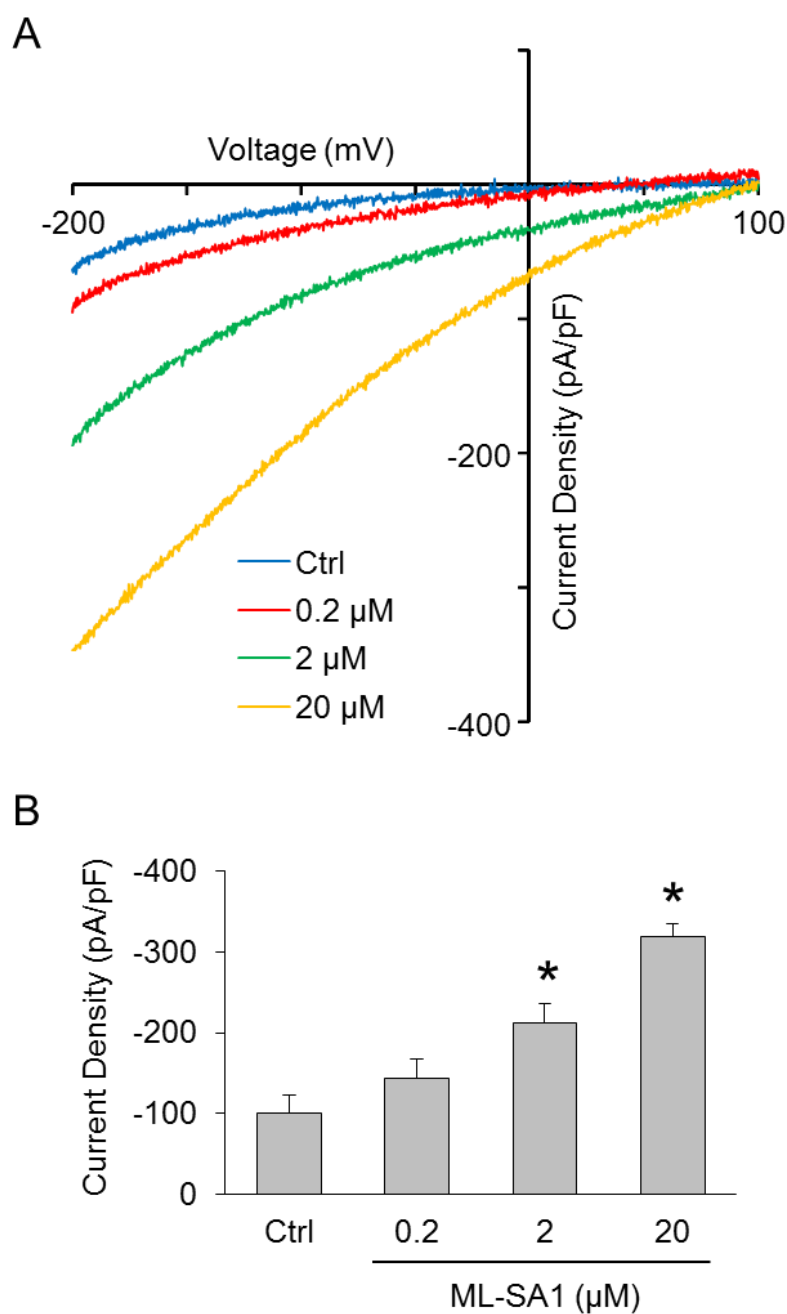 A
Voltage (mV)
-200
100
Current Density (pA/pF)
-200
Ctrl
0.2 µM
2 µM
20 µM
-400
B
Current Density (pA/pF)
-400
-300
*
*
-200
-100
0
Ctrl
0.2
2
20
ML-SA1 (µM)